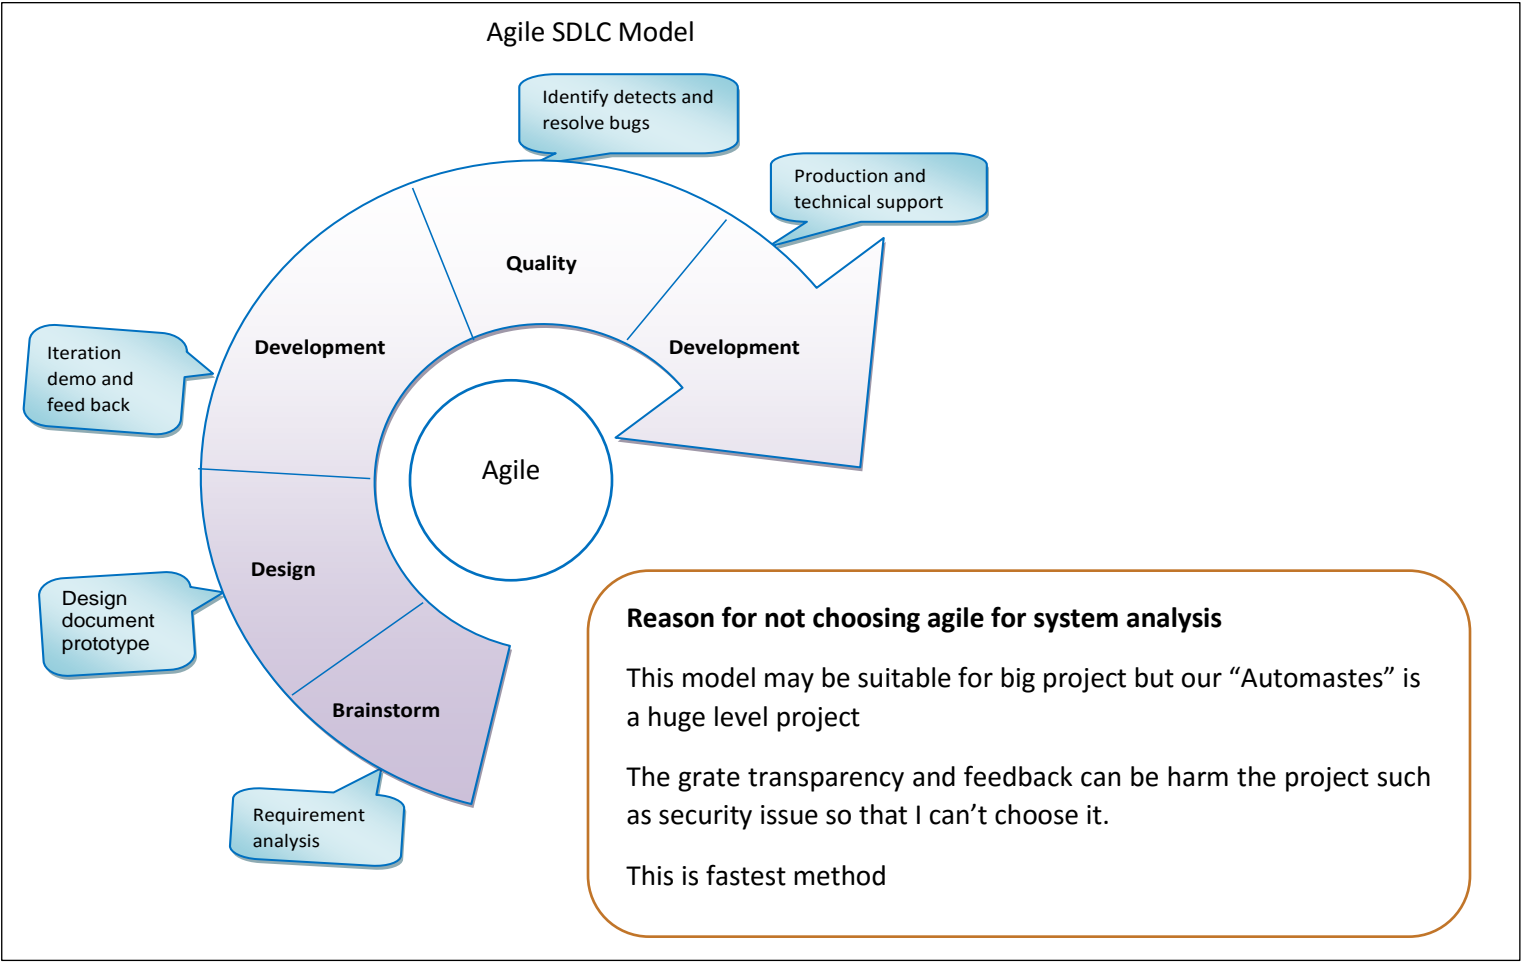 Agile SDLC Model
Identify detects and
resolve bugs
Production and
technical support
Quality
Development
Development
Iteration
demo and
feed back
Agile
Design
Design
document
prototype
Brainstorm
Requirement
analysis
Reason for not choosing agile for system analysis
This model may be suitable for big project but our “Automastes” is
a huge level project
The grate transparency and feedback can be harm the project such
as security issue so that I can’t choose it.
This is fastest method